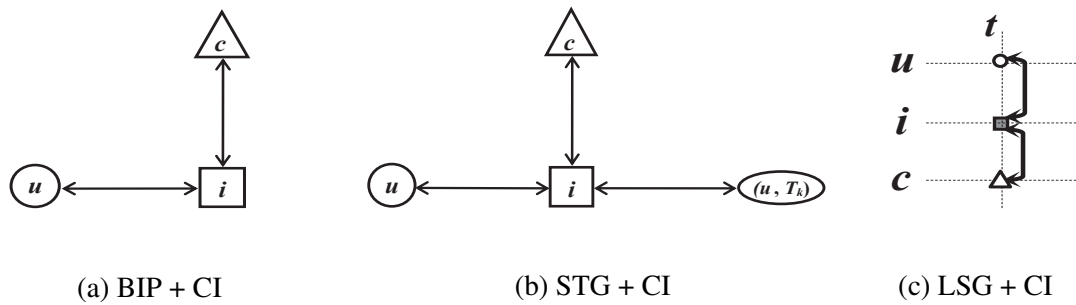 c
u
i
(a) BIP + CI
c
u
i
(u , Tk)
(b) STG + CI
t
u
i
c
(c) LSG + CI